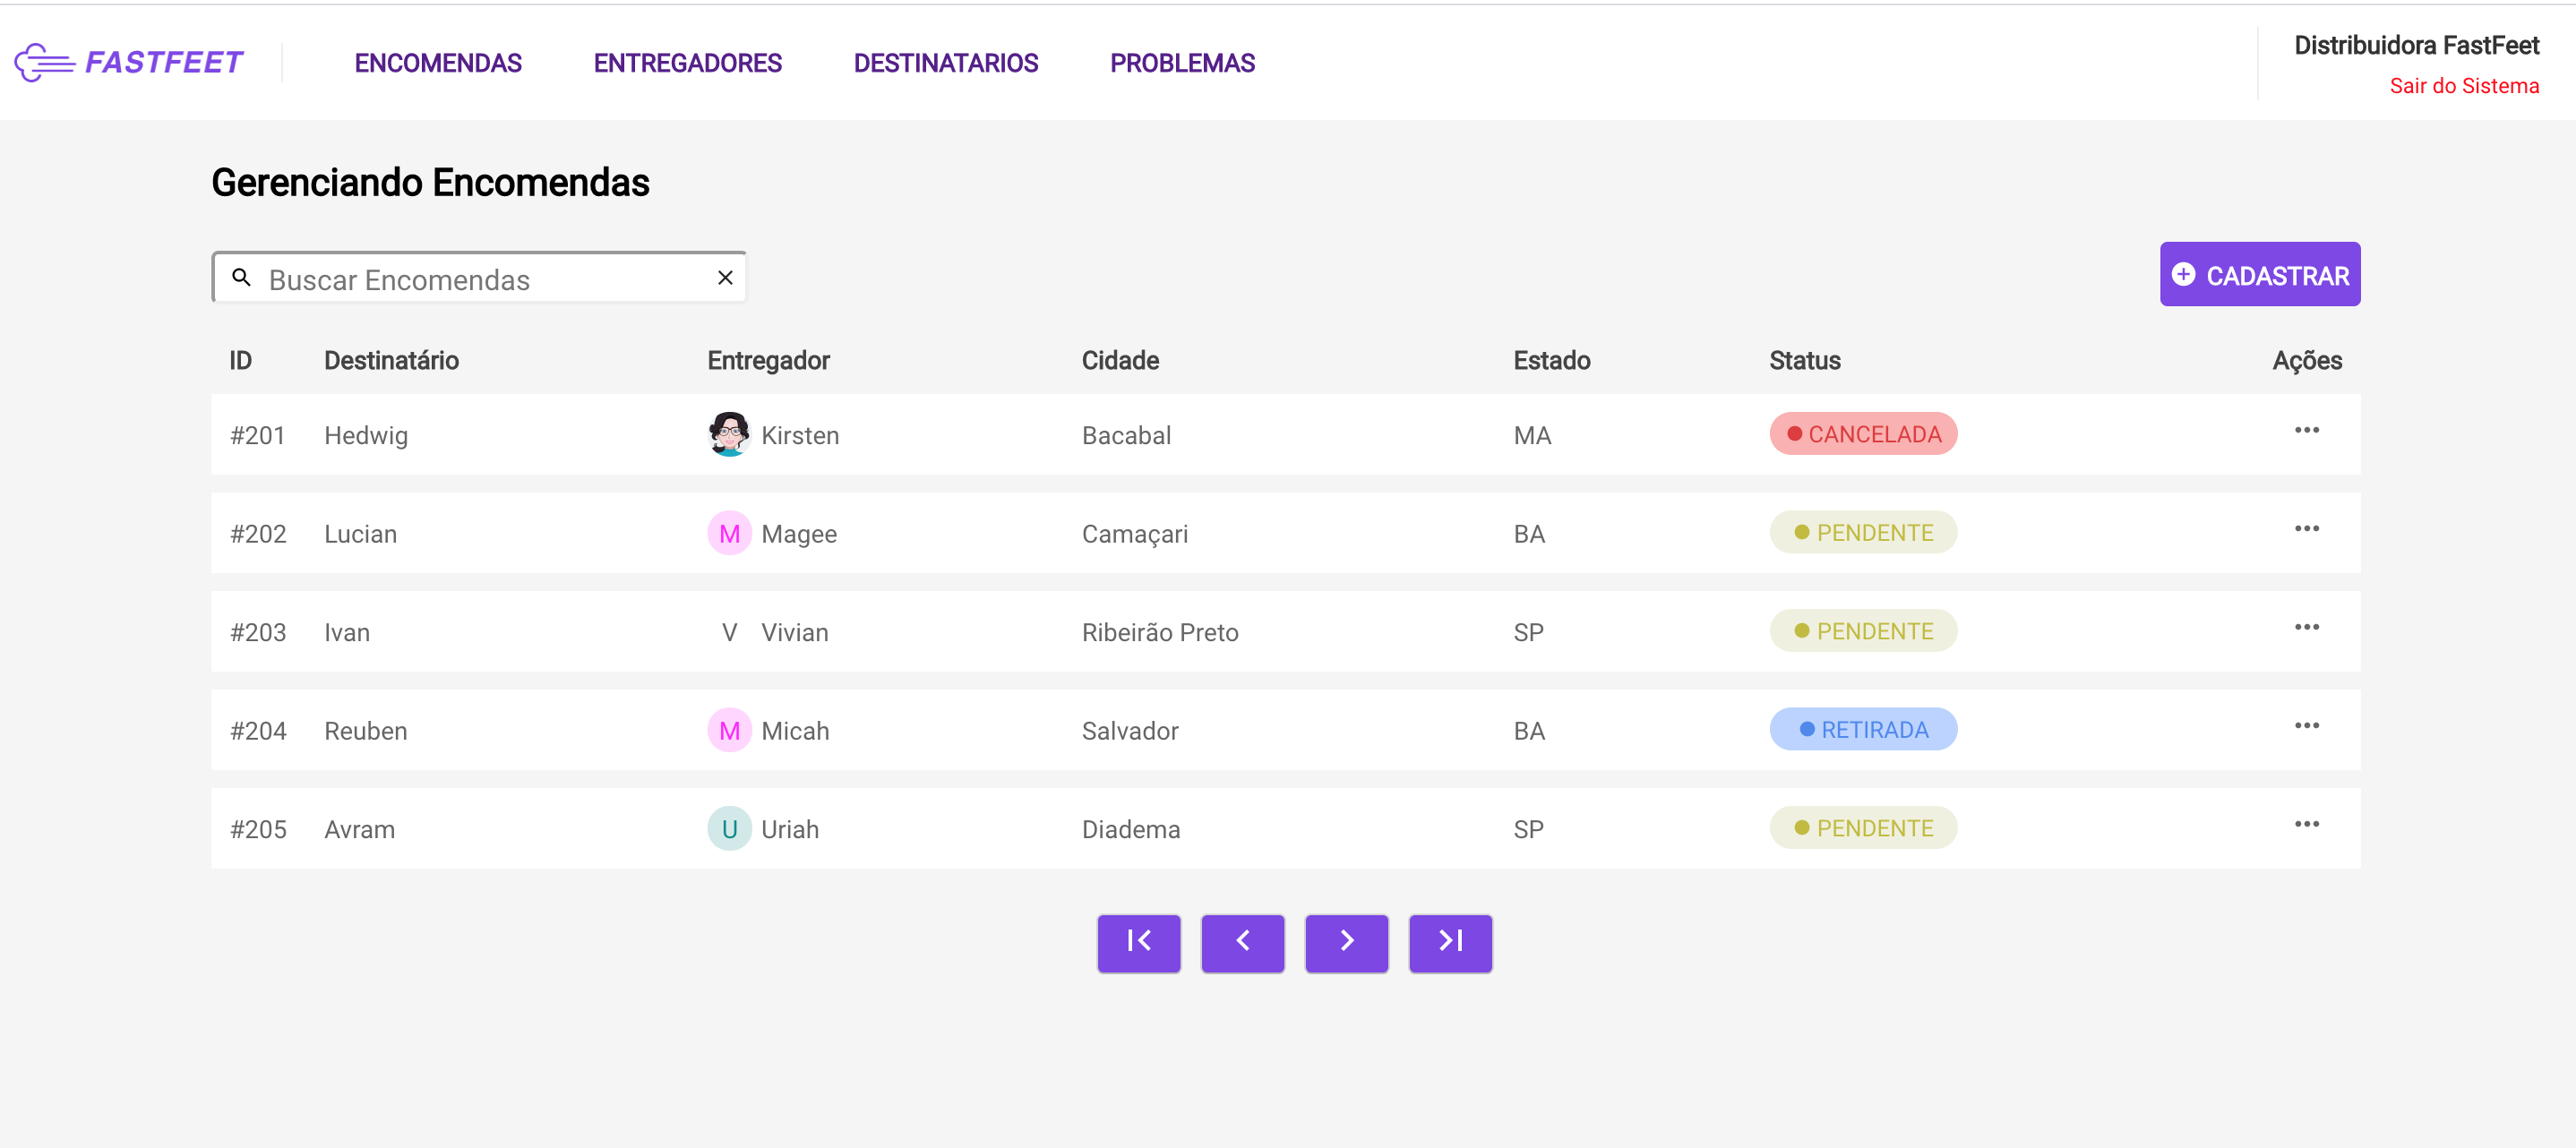 FASTFEET ENCOMENDAS ENTREGADORES DESTINATARIOS PROBLEMAS Distribuidora FastFeet
Sair do Sistema
Gerenciando Encomendas
Buscar Encomendas CADASTRAR
ID Destinatário Entregador Cidade Estado Status Ações
#201 Hedwig Kirsten Bacabal MA CANCELADA
#202 Lucian M Magee Camaçari BA PENDENTE
#203 Ivan V Vivian Ribeirão Preto SP PENDENTE
#204 Reuben M Micah Salvador BA RETIRADA
#205 Avram U Uriah Diadema SP PENDENTE